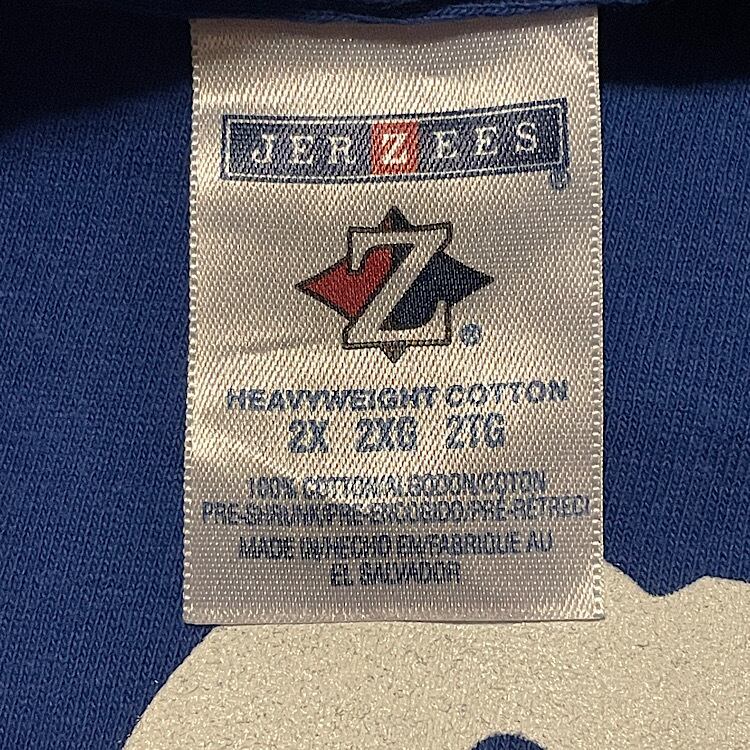 JERZEES®
Z®
HEAVYWEIGHT COTTON
2X 2XG 2TG
100% COTTON/ALGODON/COTON
PRE-SHRUNK/PRE-ENCOGIDO/PRE-RETRECI
MADE IN/HECHO EN/FABRIQUE AU
EL SALVADOR